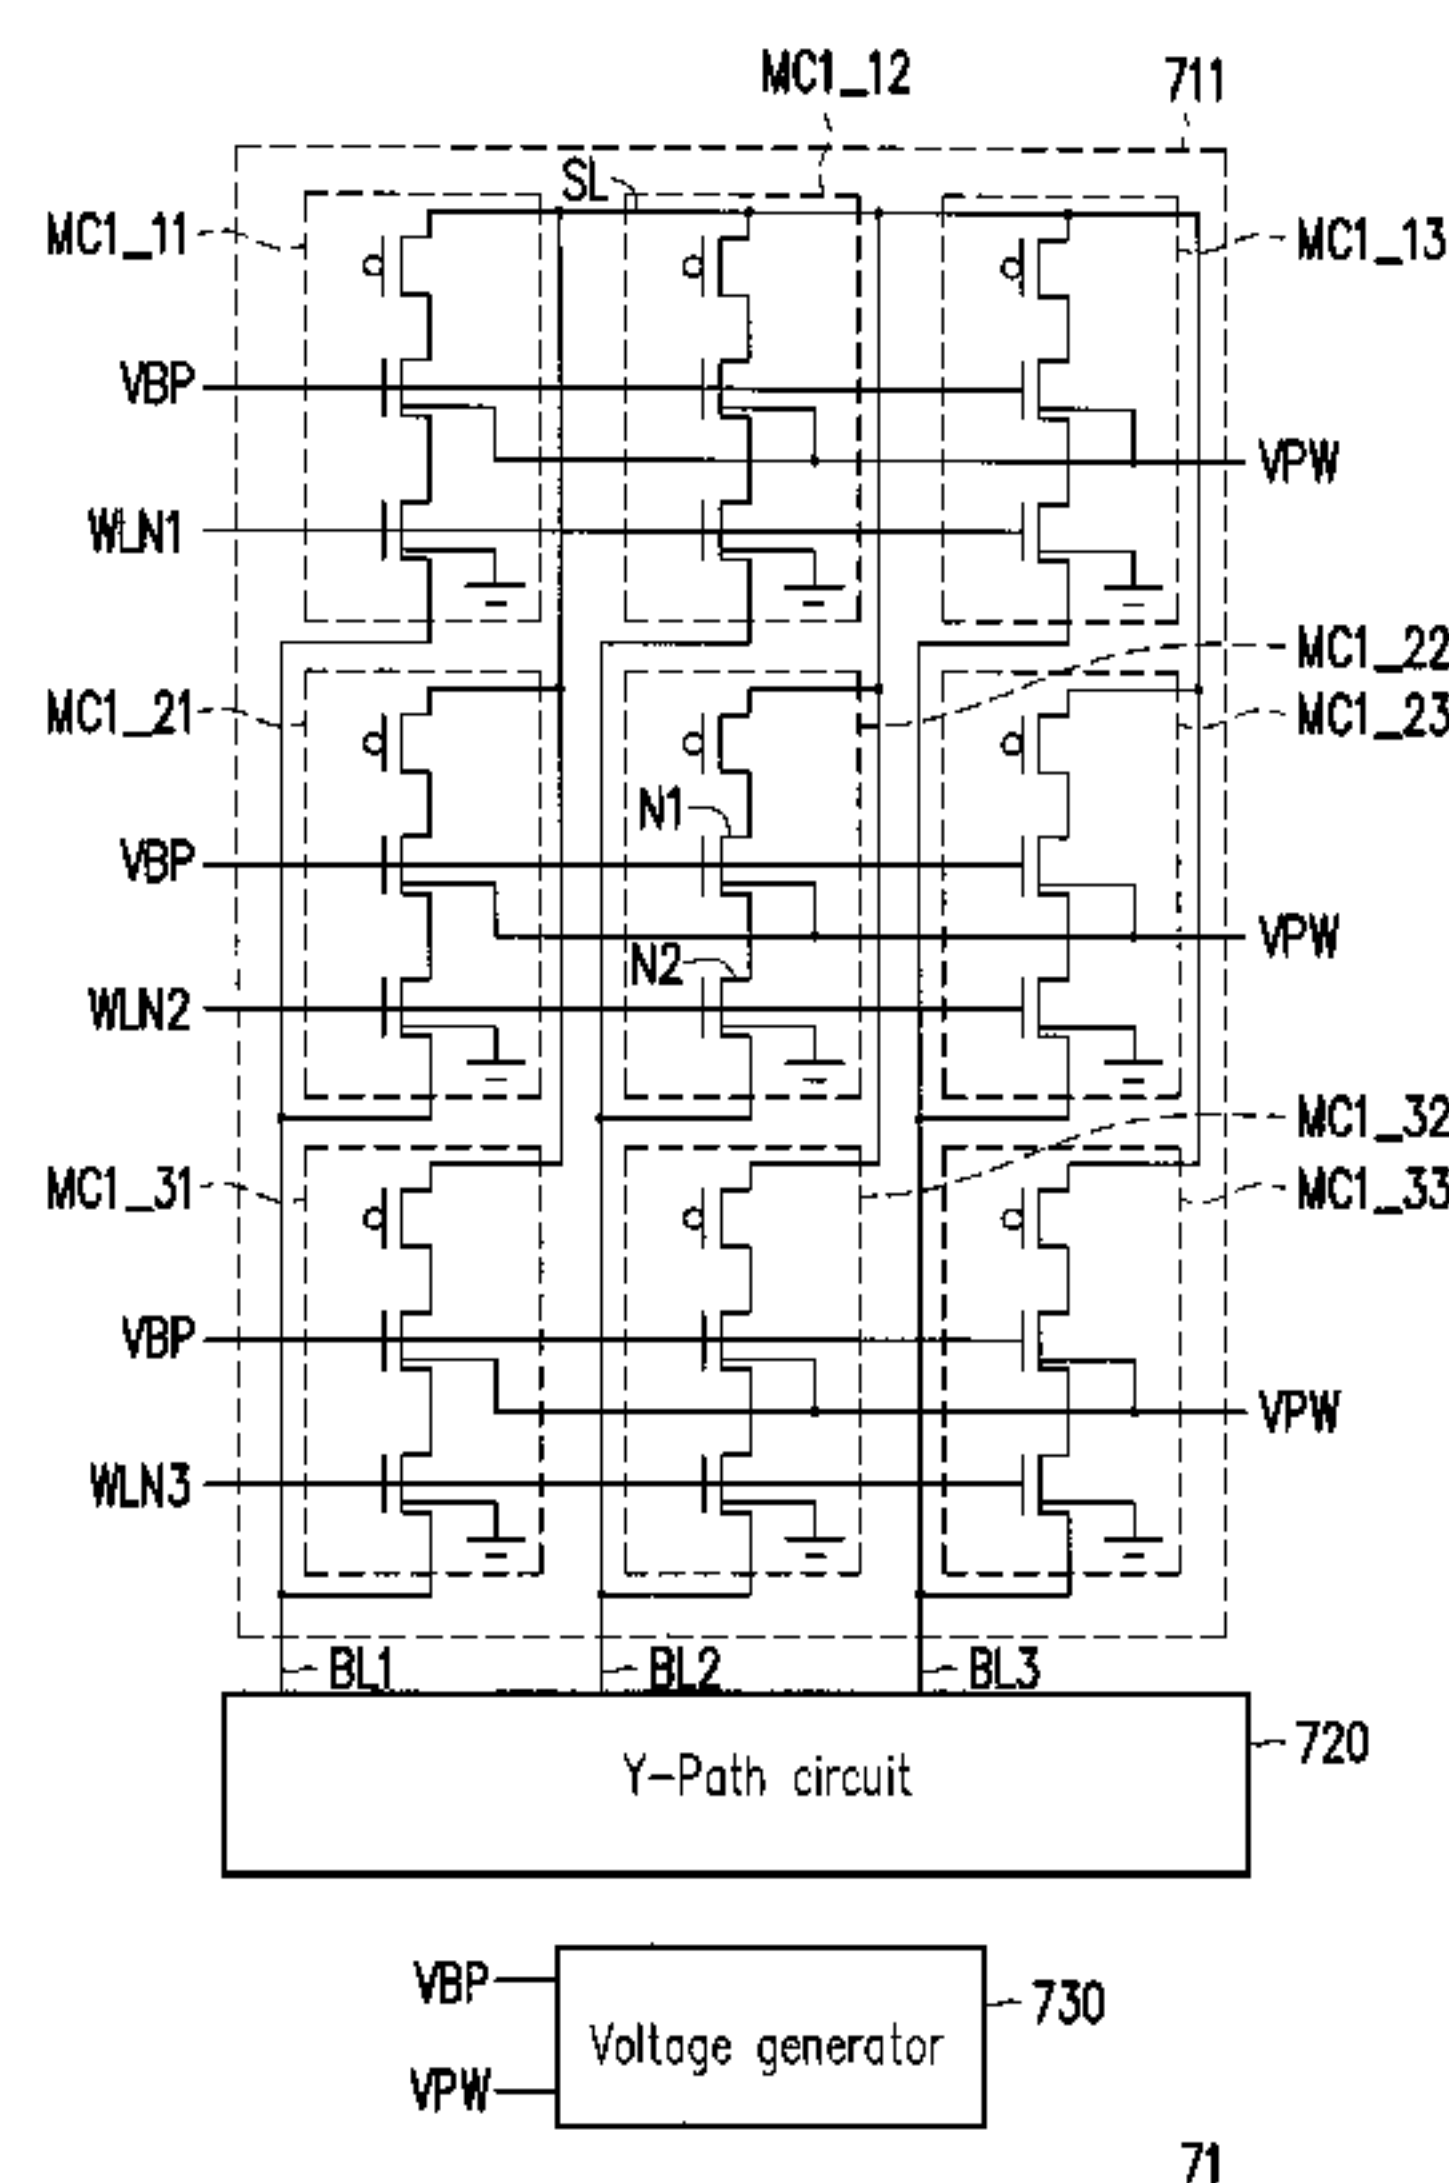 MC1_12
711
SL
MC1_11
MC1_13
VBP
VPW
WLN1
MC1_22
MC1_21
MC1_23
N1
VBP
VPW
N2
WLN2
MC1_32
MC1_31
MC1_33
VBP
VPW
WLN3
BL1
BL2
BL3
720
Y-Path circuit
VBP
730
Voltage generator
VPW
71